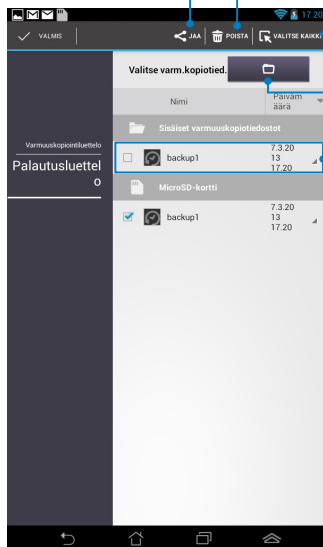 17.20
VALMIS
JAA
POISTA
VALITSE KAIKKI
Valitse varm.kopiotied.
Nimi
Päiväm
äärä
Sisäiset varmuuskopiotiedostot
Varmuuskopiointiluettelo
Palautusluettel
o
backup1
7.3.20
13
17.20
MicroSD-kortti
backup1
7.3.20
13
17.20